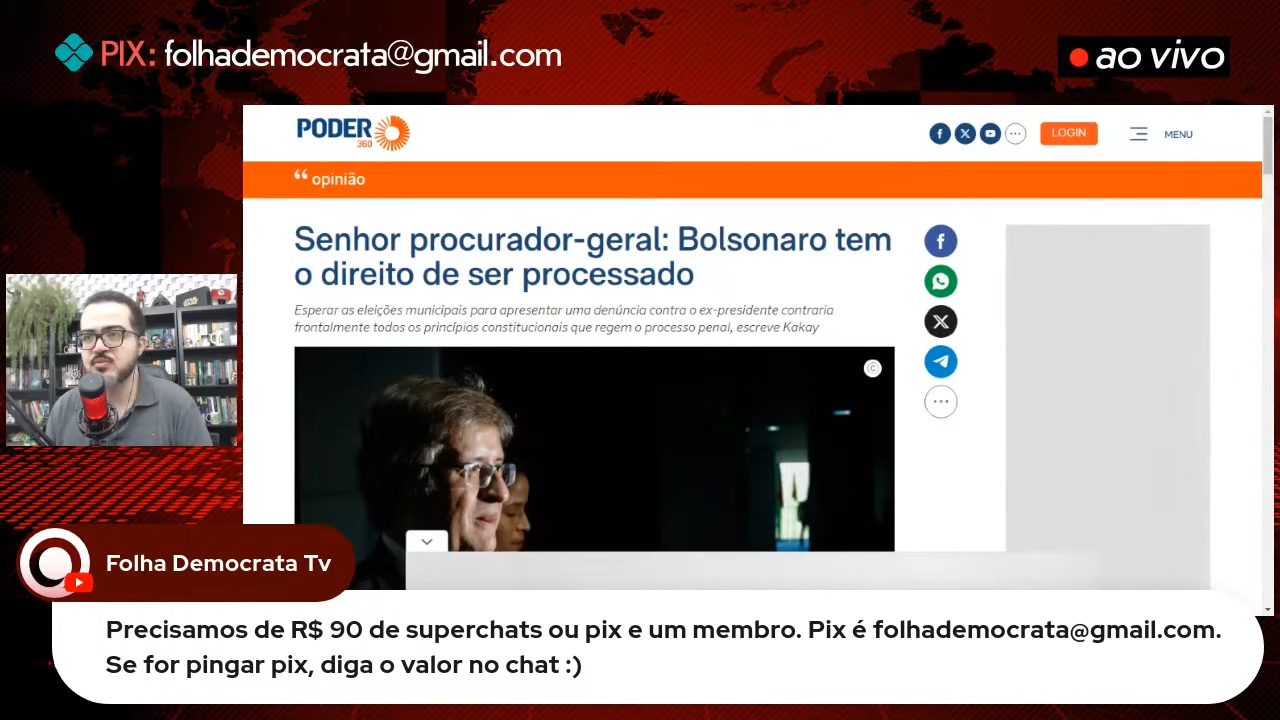 PIX: folhademocrata@gmail.com
ao vivo
PODER
360
LOGIN
MENU
“ opinião
Senhor procurador-geral: Bolsonaro tem
o direito de ser processado
Esperar as eleições municipais para apresentar uma denúncia contra o ex-presidente contraria
frontalmente todos os princípios constitucionais que regem o processo penal, escreve Kakay
Folha Democrata Tv
Precisamos de R$ 90 de superchats ou pix e um membro. Pix é folhademocrata@gmail.com.
Se for pingar pix, diga o valor no chat :)